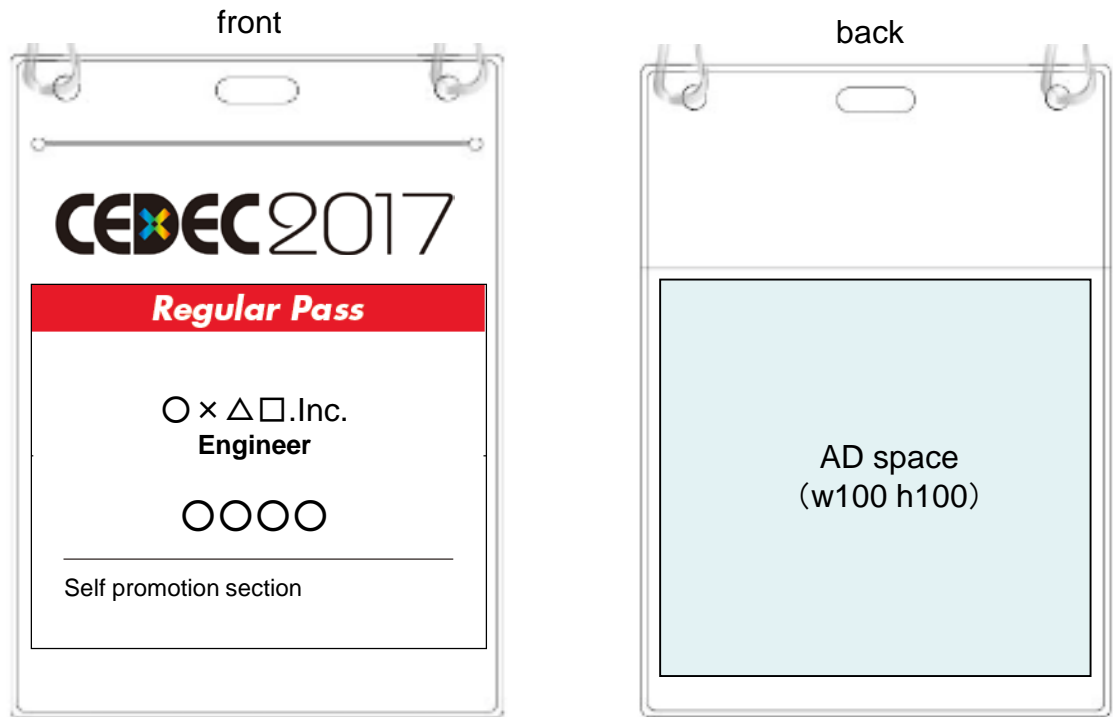 front
CEDEC2017
Regular Pass
○×△□.Inc.
Engineer
○○○○
Self promotion section
back
AD space
（w100 h100）